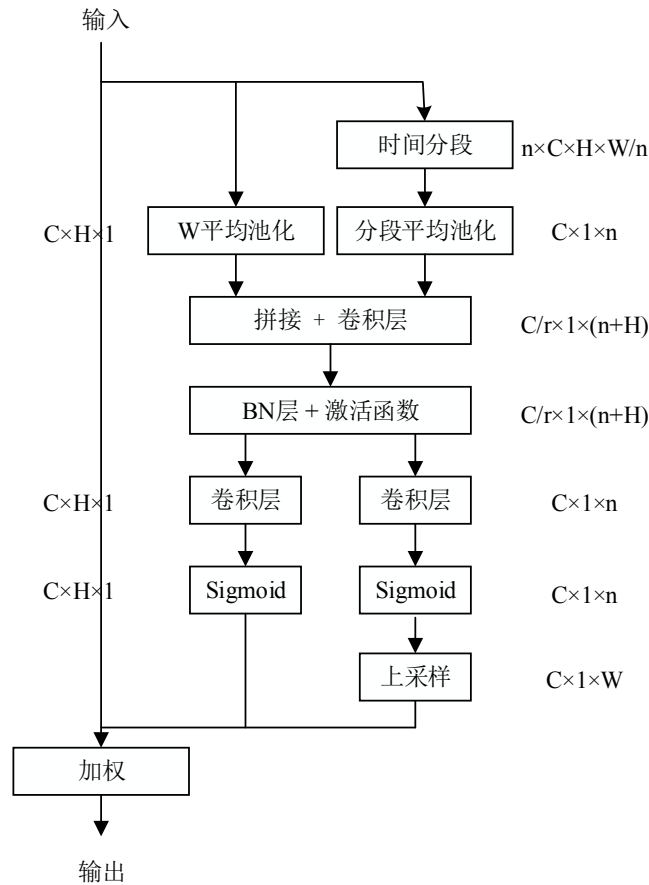 输入
时间分段
n×C×H×W/n
C×H×1
W平均池化
分段平均池化
C×1×n
拼接 + 卷积层
C/r×1×(n+H)
BN层 + 激活函数
C/r×1×(n+H)
C×H×1
卷积层
卷积层
C×1×n
C×H×1
Sigmoid
Sigmoid
C×1×n
上采样
C×1×W
加权
输出